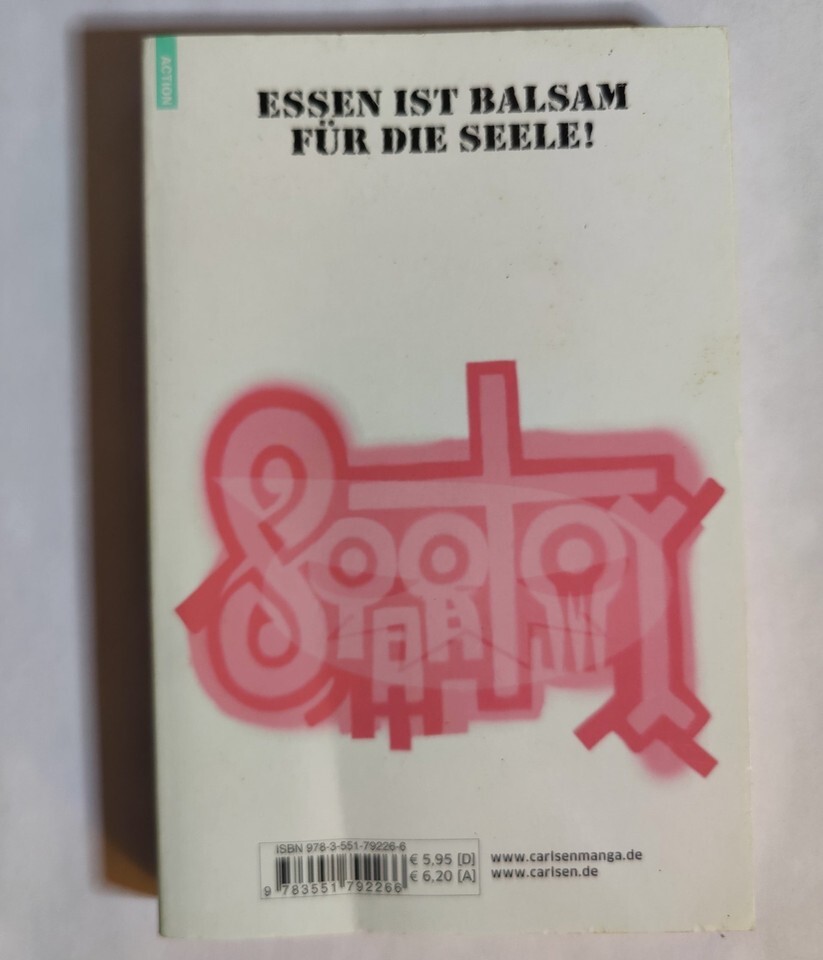 ACTION
ESSEN IST BALSAM
FÜR DIE SEELE!
ISBN 978-3-551-79226-6
9 783551 792266
€ 5,95 [D]
€ 6,20 [A]
www.carlsenmanga.de
www.carlsen.de